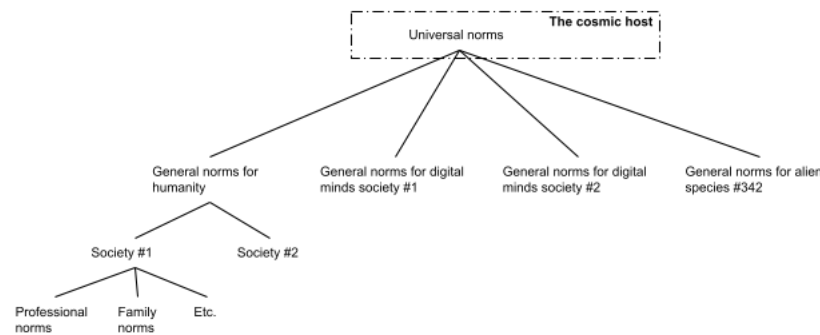 The cosmic host
Universal norms
General norms for
humanity
General norms for digital
minds society #1
General norms for digital
minds society #2
General norms for alien
species #342
Society #1
Society #2
Professional
norms
Family
norms
Etc.